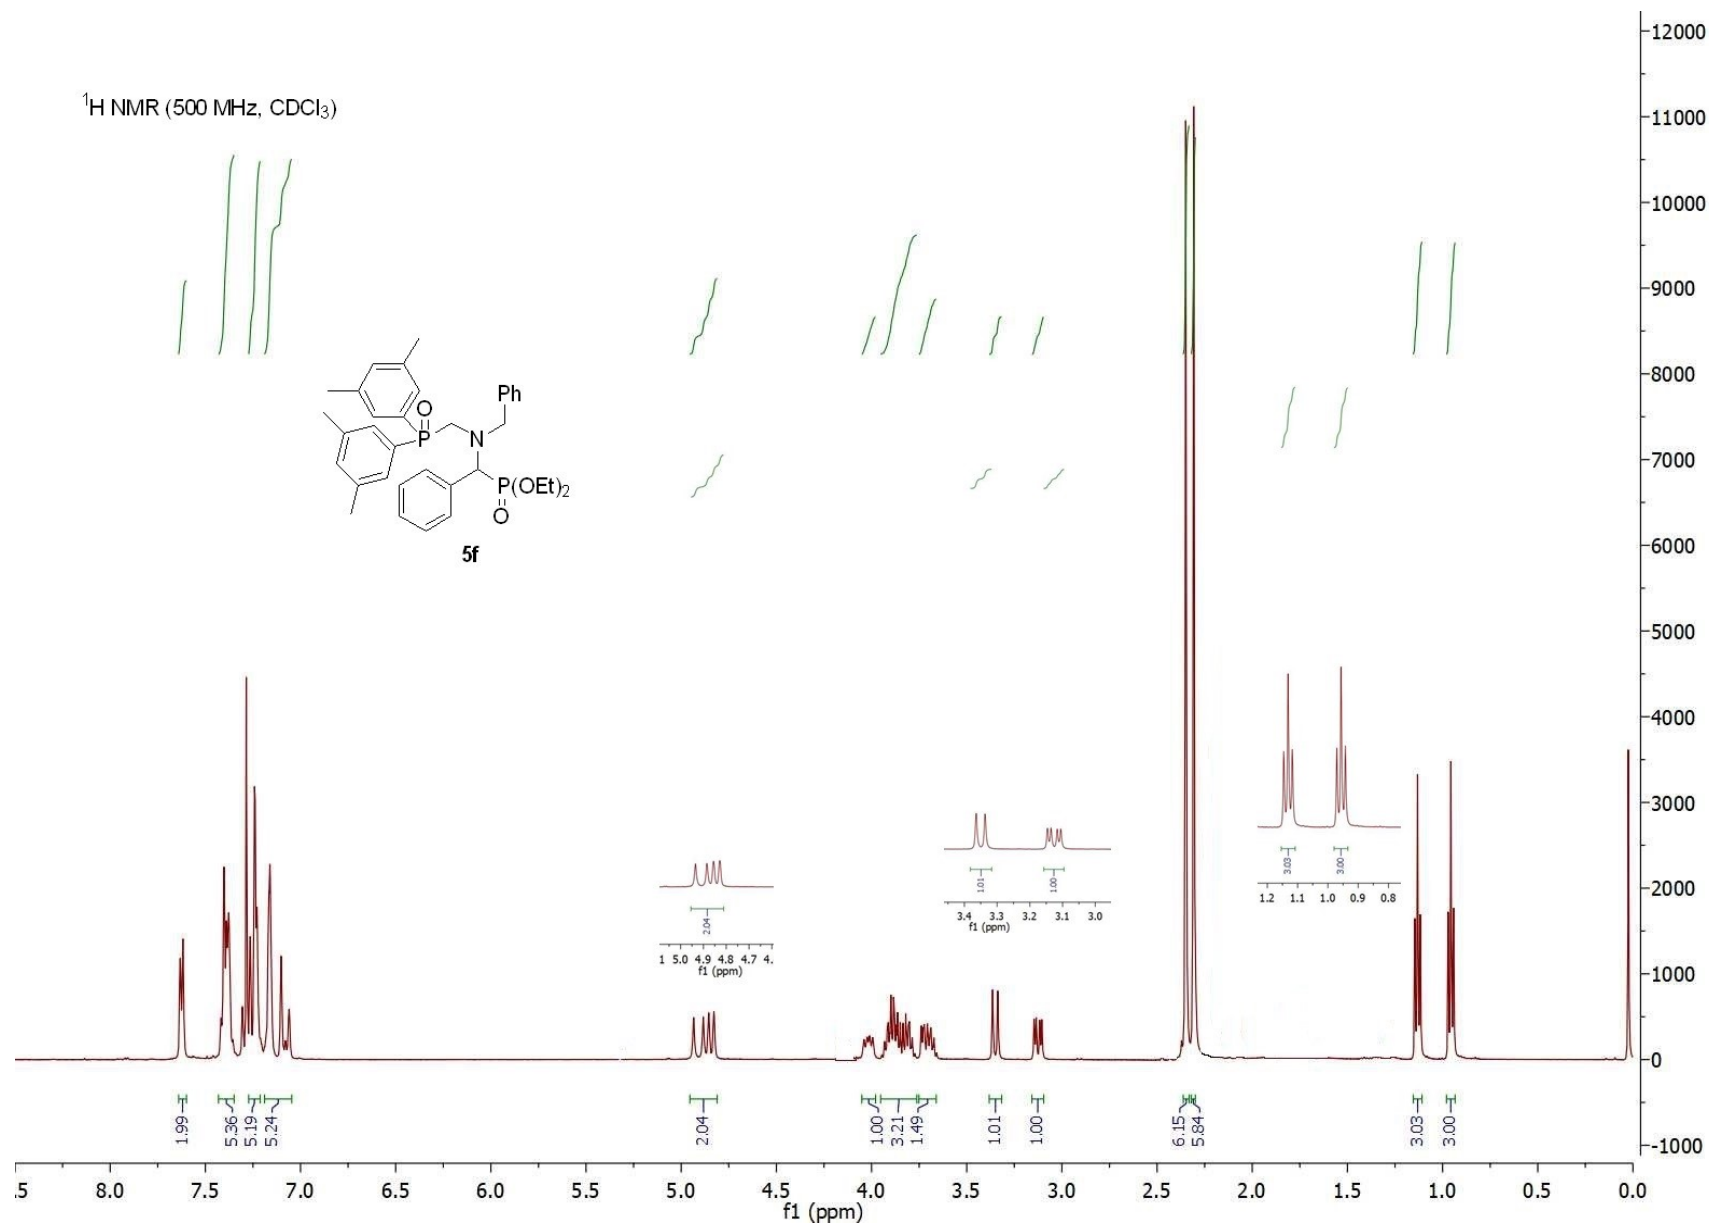 ¹H NMR (500 MHz, CDCl₃)
12000
11000
10000
9000
8000
7000
6000
5000
4000
3000
2000
1000
0
-1000
O
P
N
Ph
P(OEt)₂
O
5f
2.04
1 5.0 4.9 4.8 4.7 4.
f1 (ppm)
1.01 1.00
3.4 3.3 3.2 3.1 3.0
f1 (ppm)
3.03 3.00
1.2 1.1 1.0 0.9 0.8
1.99 5.36 5.19 5.24 2.04 1.00 3.21 1.49 1.01 1.00 6.15 5.84 3.03 3.00
.5 8.0 7.5 7.0 6.5 6.0 5.5 5.0 4.5 4.0 3.5 3.0 2.5 2.0 1.5 1.0 0.5 0.0
f1 (ppm)